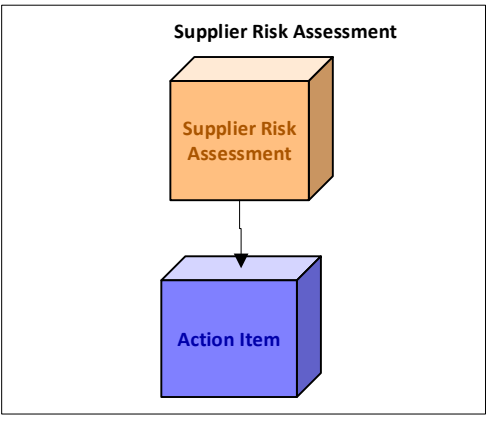 Supplier Risk Assessment
Supplier Risk
Assessment
Action Item